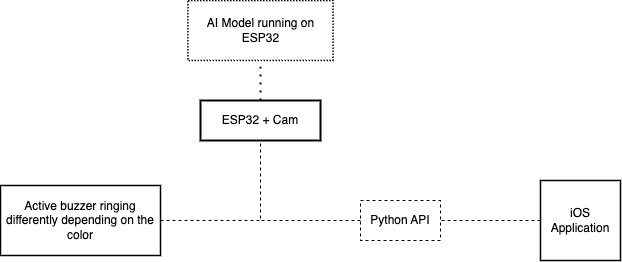 AI Model running on
ESP32
ESP32 + Cam
Active buzzer ringing
differently depending on the
color
Python API
iOS
Application